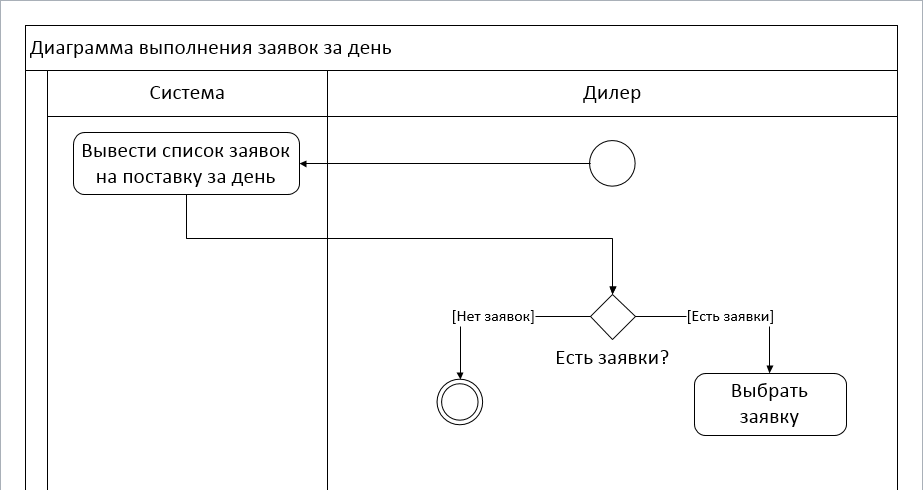 Диаграмма выполнения заявок за день
Система
Дилер
Вывести список заявок
на поставку за день
[Нет заявок]
[Есть заявки]
Есть заявки?
Выбрать
заявку